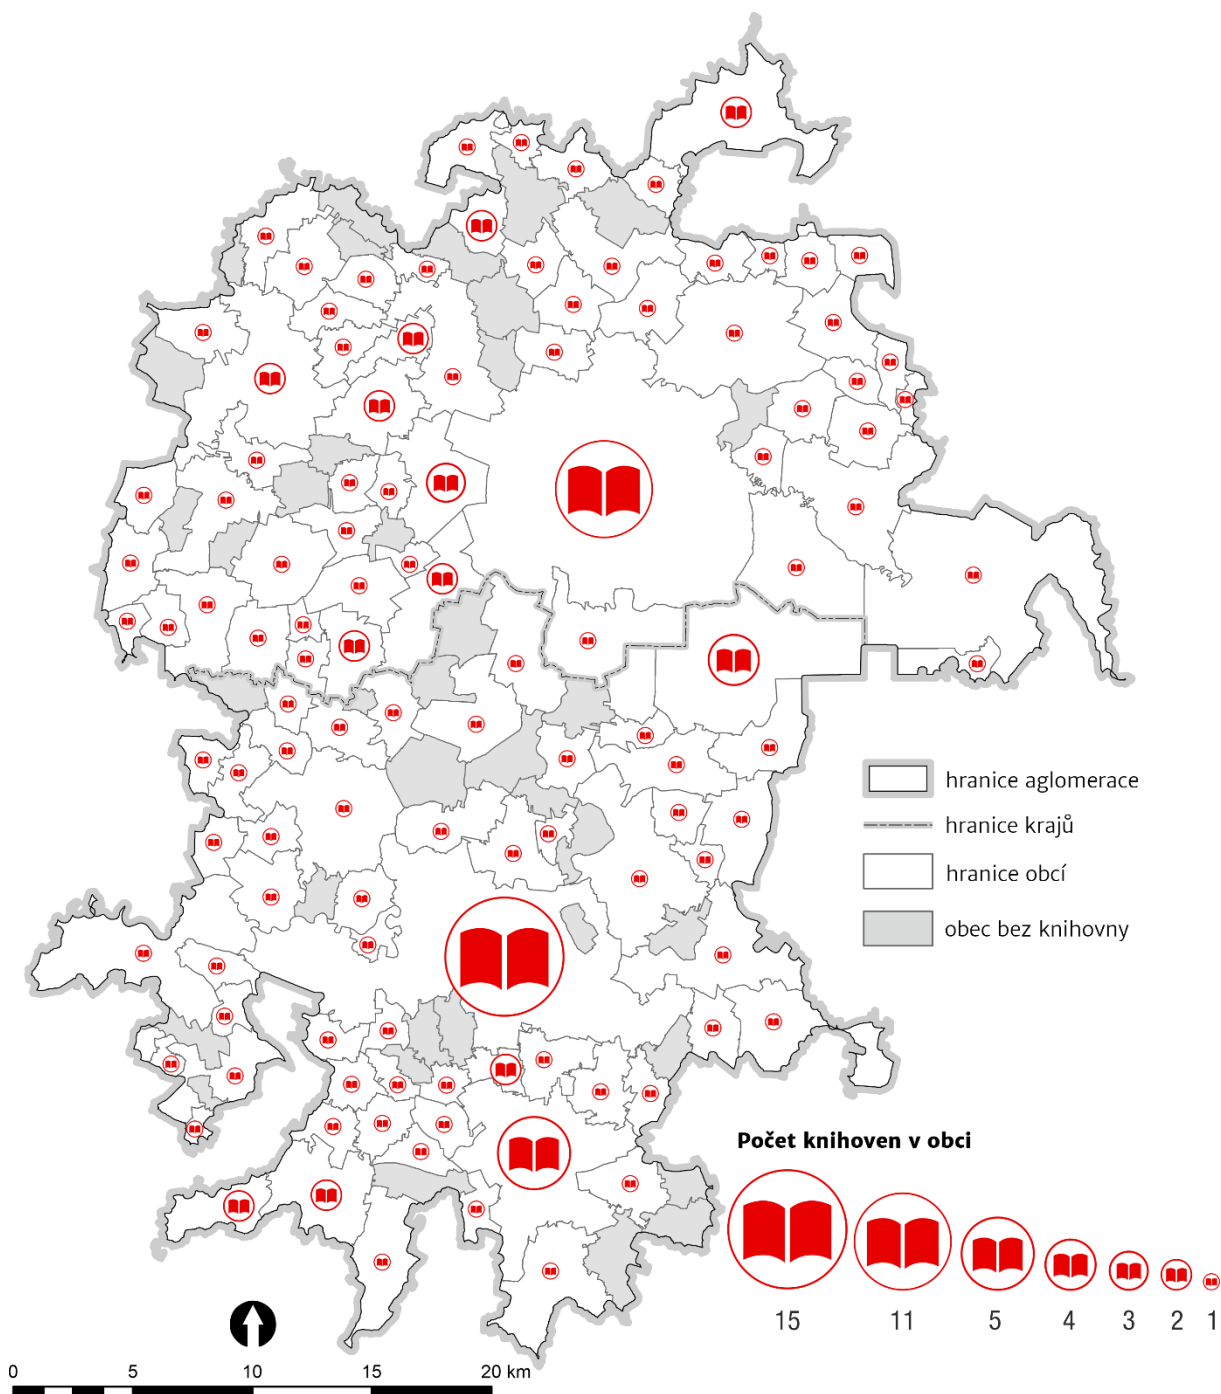 hranice aglomerace
hranice krajů
hranice obcí
obec bez knihovny
Počet knihoven v obci
15 11 5 4 3 2 1
0 5 10 15 20 km